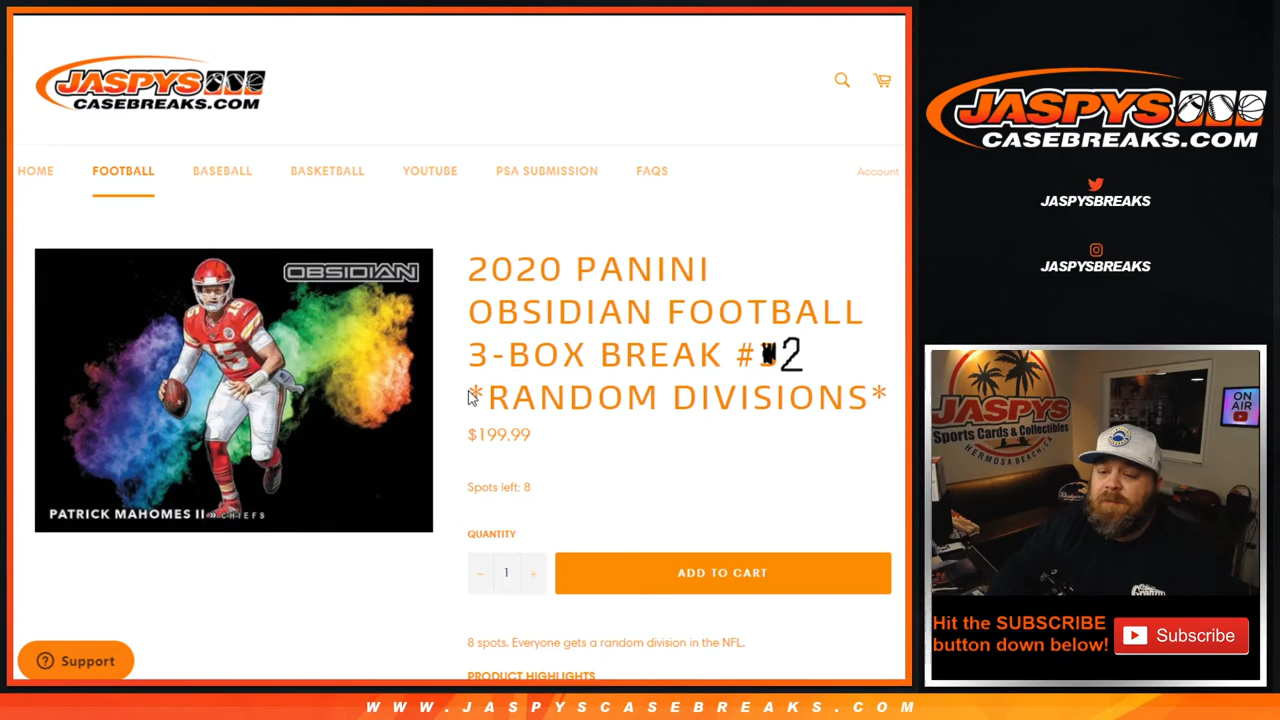 JASPYS
CASEBREAKS.COM
HOME FOOTBALL BASEBALL BASKETBALL YOUTUBE PSA SUBMISSION FAQS Account
OBSIDIAN
PATRICK MAHOMES II » CHIEFS
2020 PANINI
OBSIDIAN FOOTBALL
3-BOX BREAK # 2
*RANDOM DIVISIONS*
$199.99
Spots left: 8
QUANTITY
− 1 +
ADD TO CART
8 spots. Everyone gets a random division in the NFL.
PRODUCT HIGHLIGHTS
Support
JASPYS
CASEBREAKS.COM
JASPYSBREAKS
JASPYSBREAKS
JASPYS
Sports Cards & Collectibles
HERMOSA BEACH, CA
ON
AIR
Dodgers
Hit the SUBSCRIBE
button down below!
Subscribe
WWW.JASPYSCASEBREAKS.COM